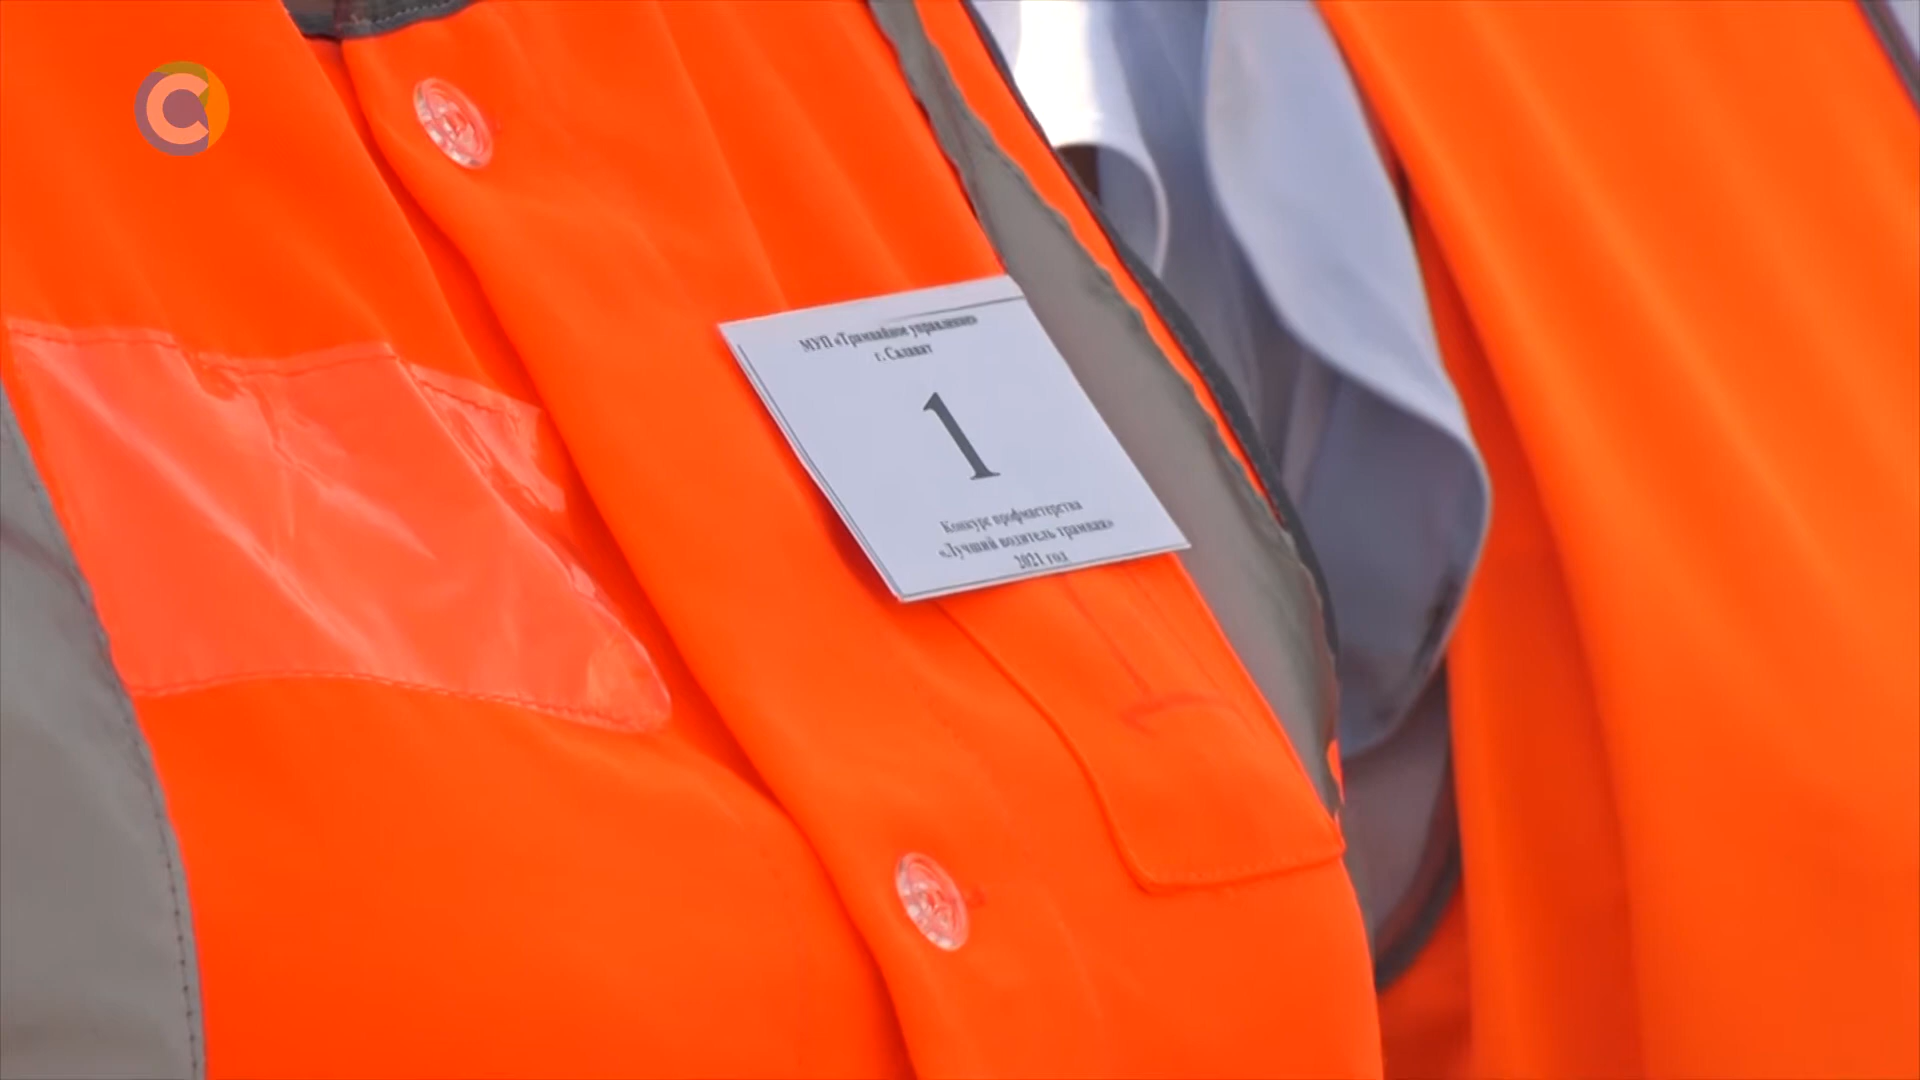 МУП «Трамвайное управление»
г. Салават
1
Конкурс профмастерства
«Лучший водитель трамвая»
2021 год